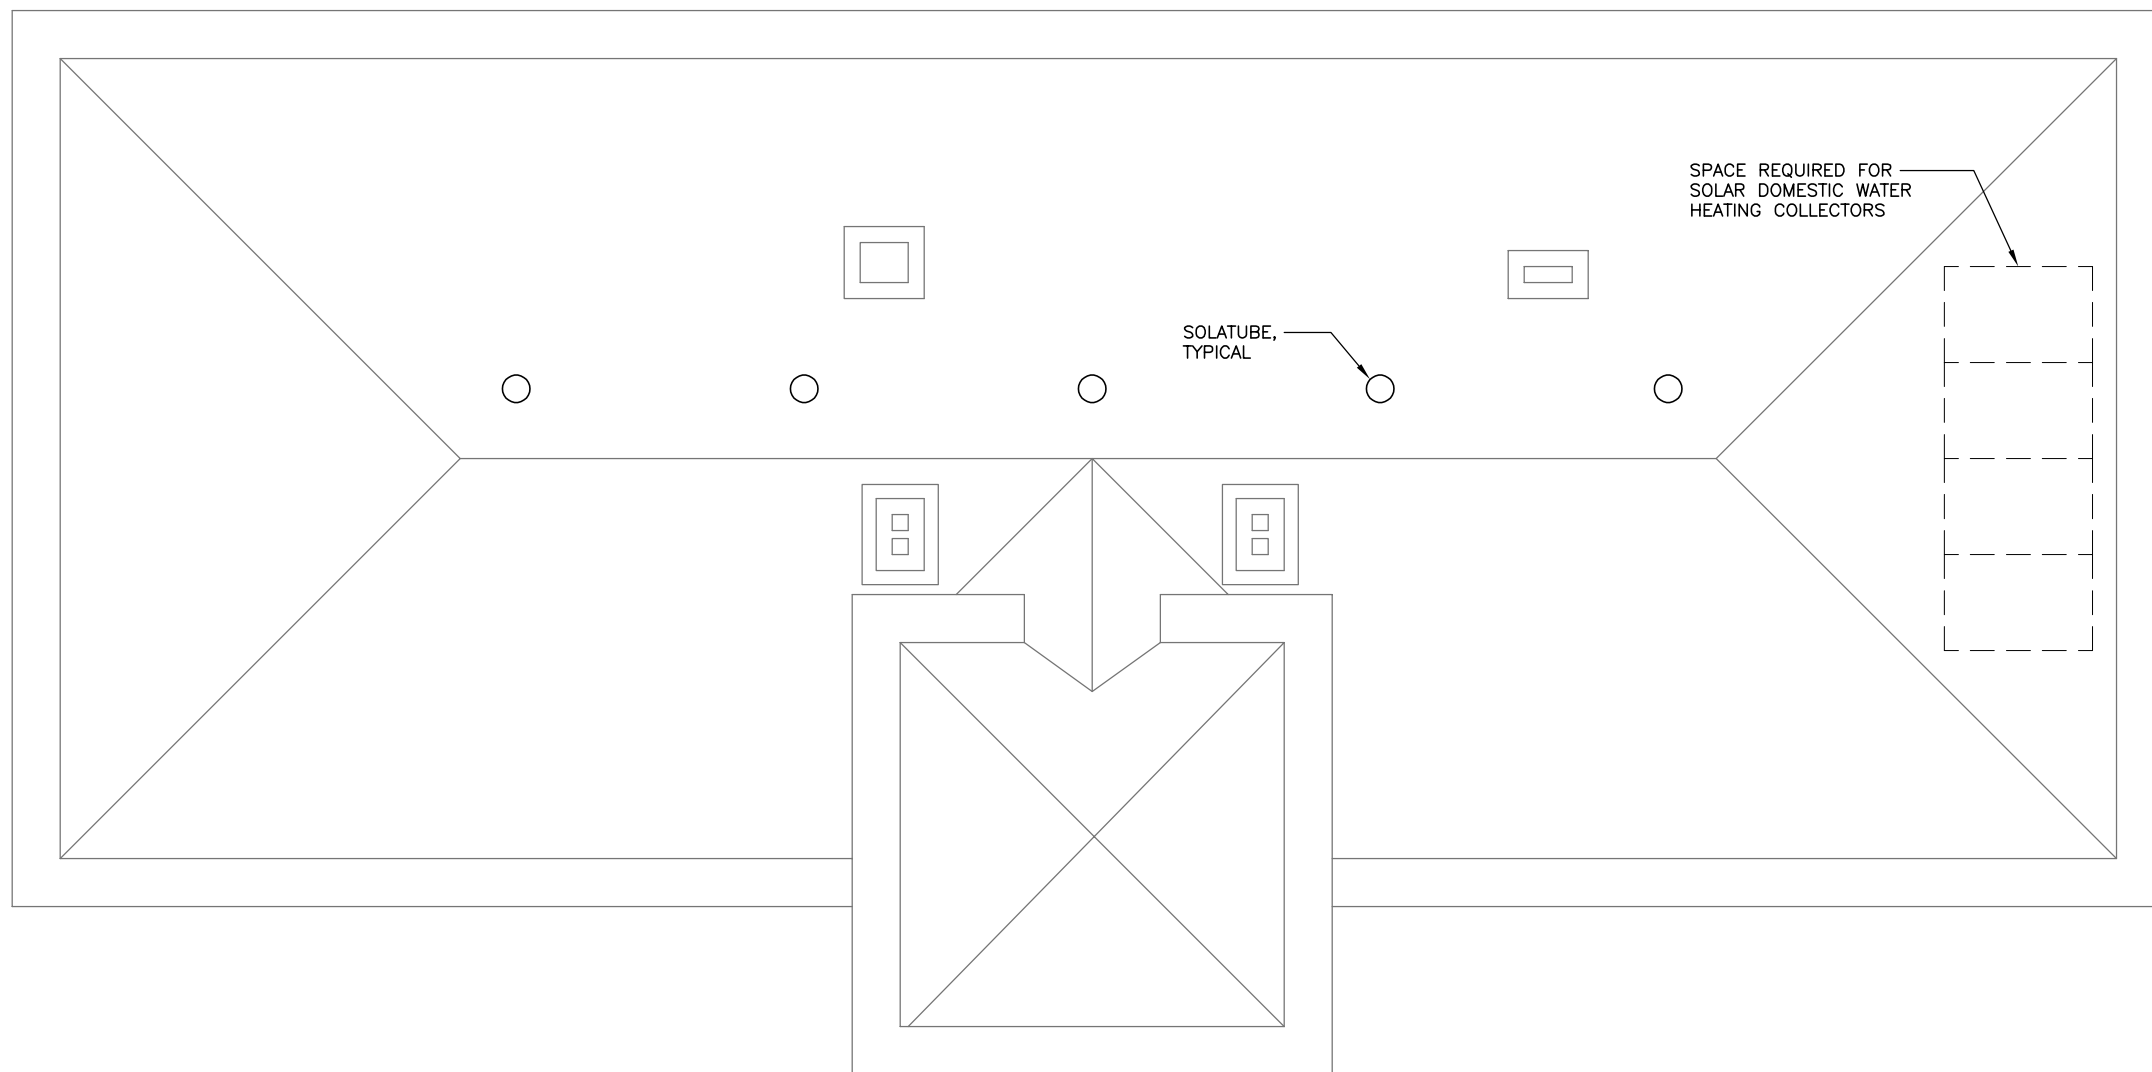 SPACE REQUIRED FOR
SOLAR DOMESTIC WATER
HEATING COLLECTORS
SOLATUBE,
TYPICAL